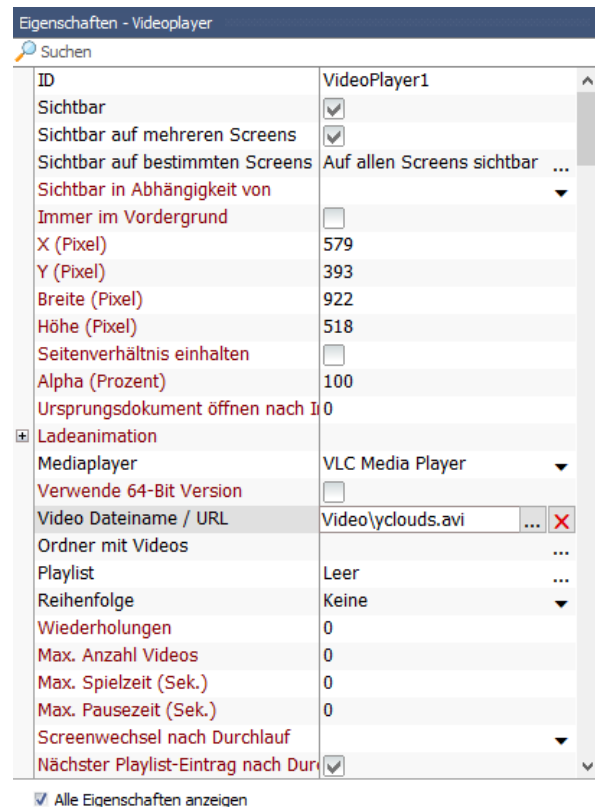 Eigenschaften - Videoplayer
Suchen
ID VideoPlayer1
Sichtbar
Sichtbar auf mehreren Screens
Sichtbar auf bestimmten Screens Auf allen Screens sichtbar ...
Sichtbar in Abhängigkeit von
Immer im Vordergrund
X (Pixel) 579
Y (Pixel) 393
Breite (Pixel) 922
Höhe (Pixel) 518
Seitenverhältnis einhalten
Alpha (Prozent) 100
Ursprungsdokument öffnen nach 0
Ladeanimation
Mediaplayer VLC Media Player
Verwende 64-Bit Version
Video Dateiname / URL Video\yclouds.avi ...
Ordner mit Videos ...
Playlist Leer ...
Reihenfolge Keine
Wiederholungen 0
Max. Anzahl Videos 0
Max. Spielzeit (Sek.) 0
Max. Pausezeit (Sek.) 0
Screenwechsel nach Durchlauf
Nächster Playlist-Eintrag nach
Alle Eigenschaften anzeigen